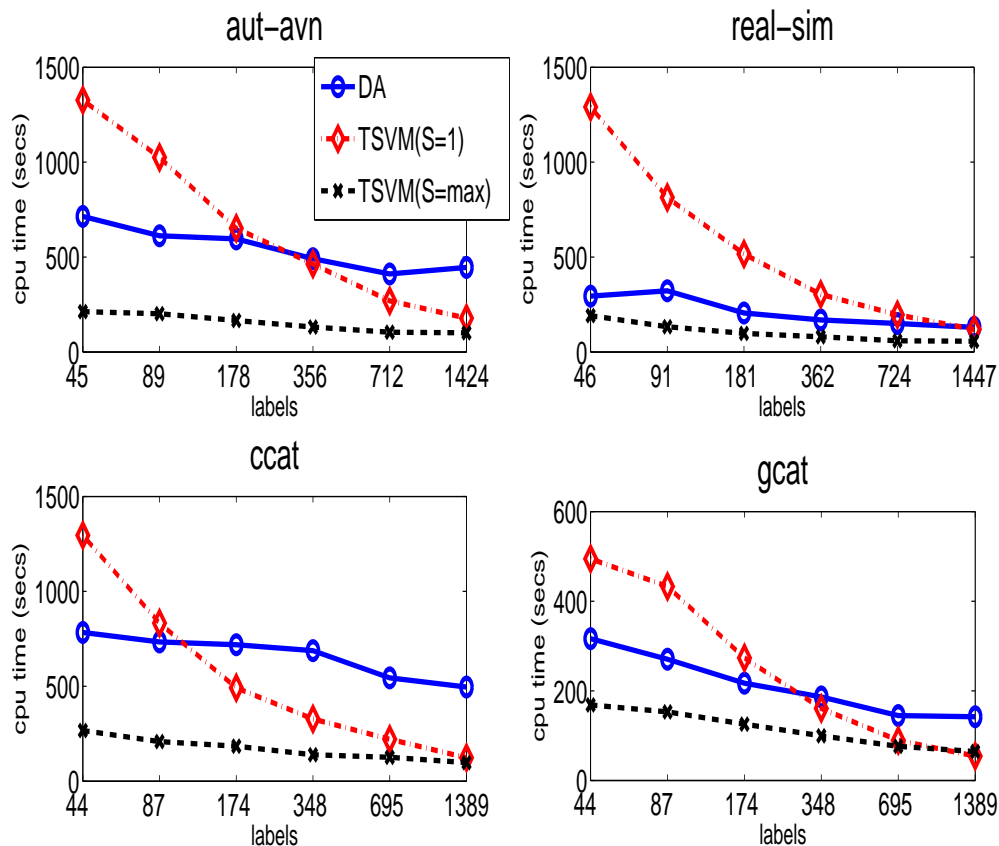 aut-avn
1500
1000
500
0
cpu time (secs)
45 89 178 356 712 1424
labels
DA
TSVM(S=1)
TSVM(S=max)
real-sim
1500
1000
500
0
cpu time (secs)
46 91 181 362 724 1447
labels
ccat
1500
1000
500
0
cpu time (secs)
44 87 174 348 695 1389
labels
gcat
600
400
200
0
cpu time (secs)
44 87 174 348 695 1389
labels